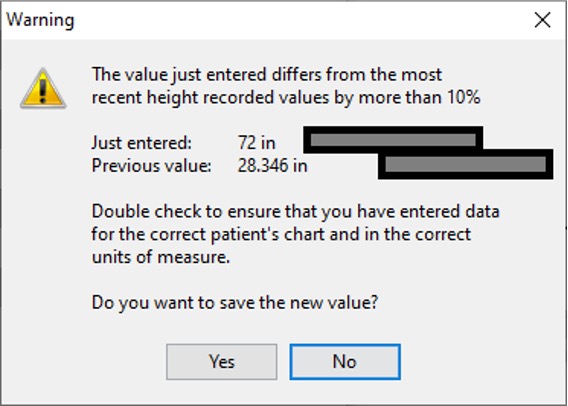 Warning
The value just entered differs from the most
recent height recorded values by more than 10%
Just entered: 72 in
Previous value: 28.346 in
Double check to ensure that you have entered data
for the correct patient's chart and in the correct
units of measure.
Do you want to save the new value?
Yes No